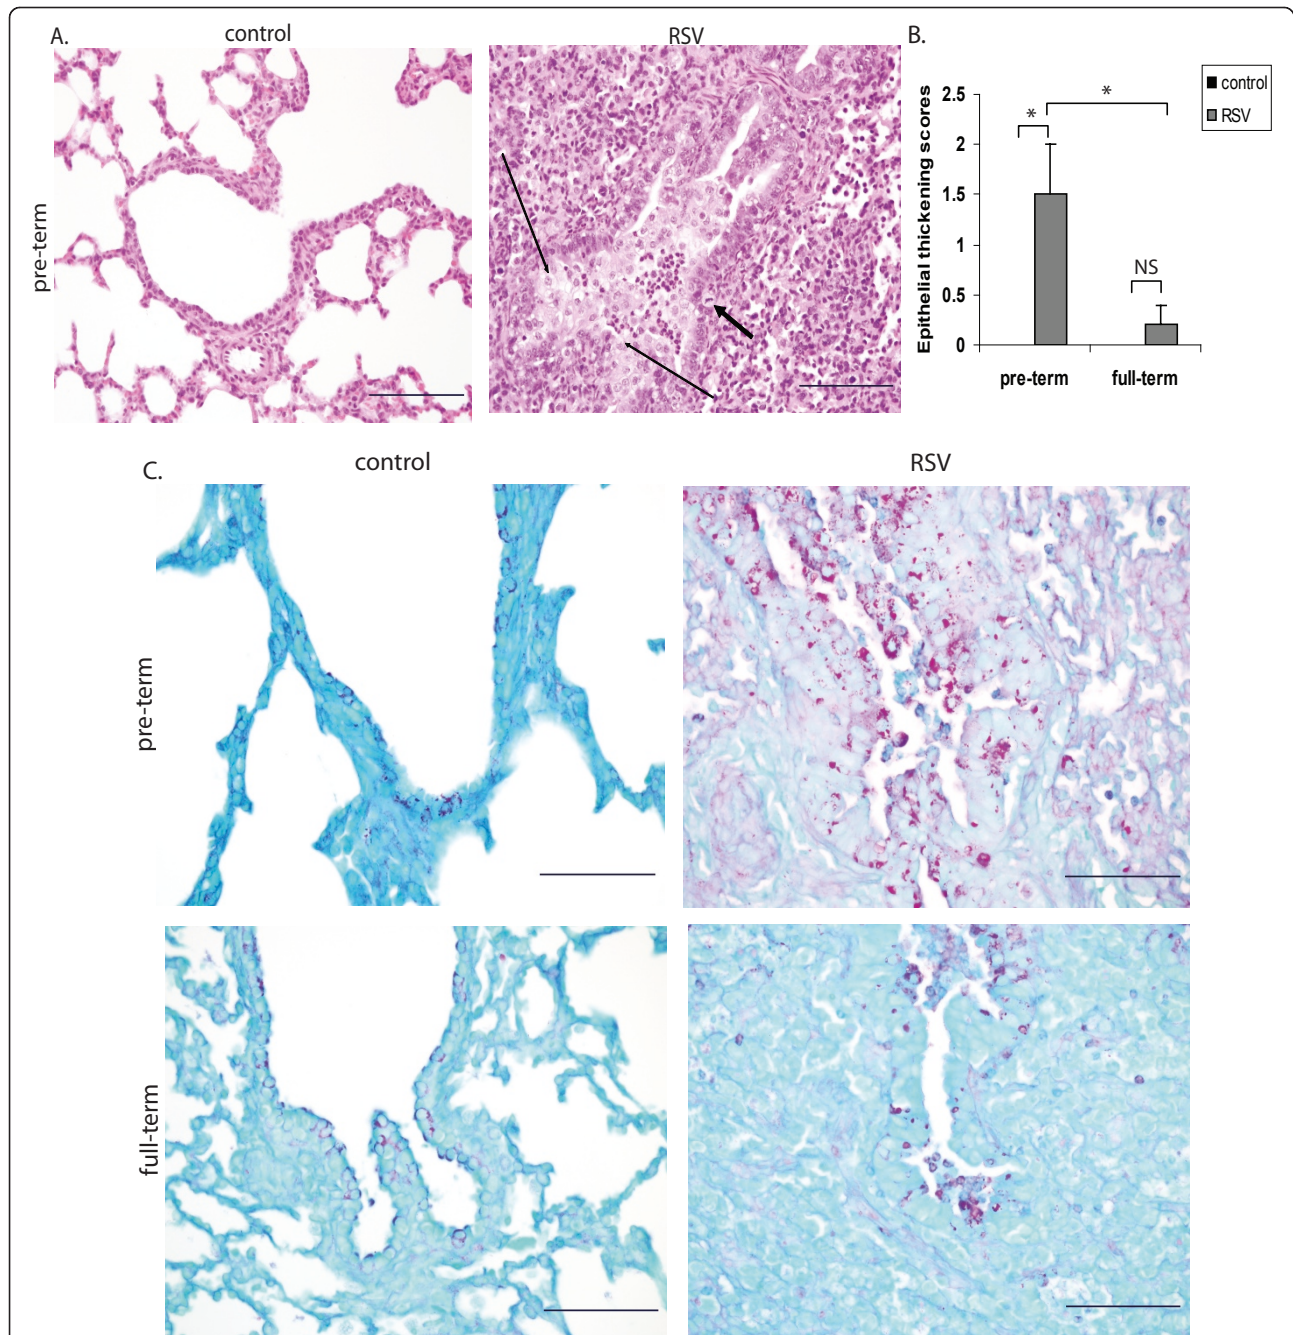 A.
control
RSV
pre-term
B.
control
RSV
Epithelial thickening scores
2.5
2
1.5
1
0.5
0
*
*
NS
pre-term
full-term
C.
control
RSV
pre-term
full-term